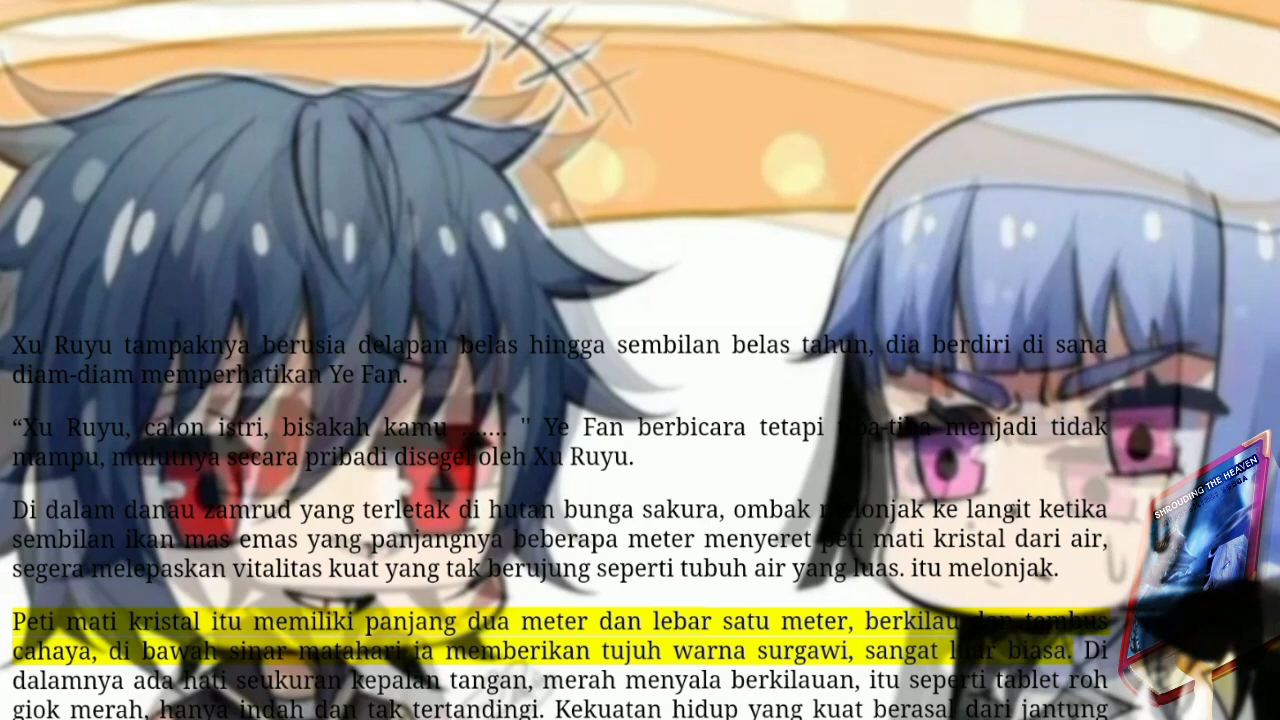 Xu Ruyu tampaknya berusia delapan belas hingga sembilan belas tahun, dia berdiri di sana
diam-diam memperhatikan Ye Fan.
“Xu Ruyu, calon istri, bisakah kamu ....... " Ye Fan berbicara tetapi tiba-tiba menjadi tidak
mampu, mulutnya secara pribadi disegel oleh Xu Ruyu.
Di dalam danau zamrud yang terletak di hutan bunga sakura, ombak melonjak ke langit ketika
sembilan ikan mas emas yang panjangnya beberapa meter menyeret peti mati kristal dari air,
segera melepaskan vitalitas kuat yang tak berujung seperti tubuh air yang luas. itu melonjak.
Peti mati kristal itu memiliki panjang dua meter dan lebar satu meter, berkilau dan tembus
cahaya, di bawah sinar matahari ia memberikan tujuh warna surgawi, sangat luar biasa. Di
dalamnya ada hati seukuran kepalan tangan, merah menyala berkilauan, itu seperti tablet roh
giok merah, hanya indah dan tak tertandingi. Kekuatan hidup yang kuat berasal dari jantung
SHROUDING THE HEAVEN